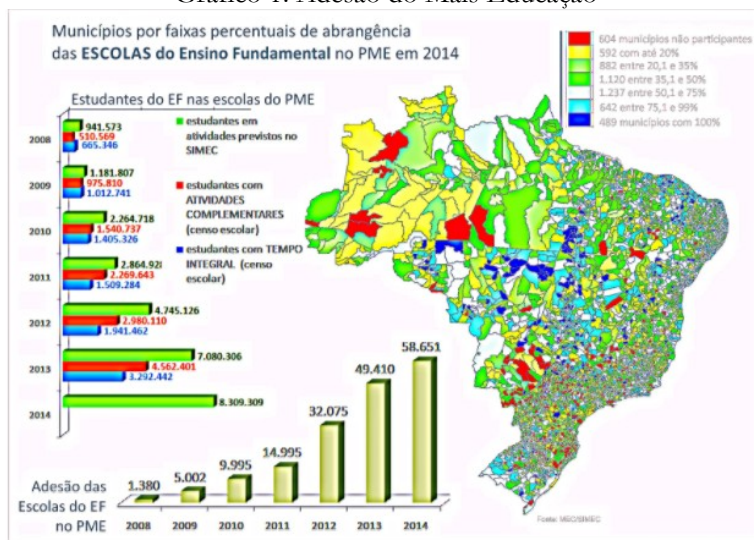 Gráfico 4: Adesão do Mais Educação
Municípios por faixas percentuais de abrangência
das ESCOLAS do Ensino Fundamental no PME em 2014
604 municípios não participantes
592 com até 20%
882 entre 20,1 e 35%
1.120 entre 35,1 e 50%
1.237 entre 50,1 e 75%
642 entre 75,1 e 99%
489 municípios com 100%
Estudantes do EF nas escolas do PME
estudantes em
atividades previstos no
SIMEC
estudantes com
ATIVIDADES
COMPLEMENTARES
(censo escolar)
estudantes com TEMPO
INTEGRAL (censo
escolar)
2008
941.573
510.569
665.346
2009
1.181.807
975.810
1.012.741
2010
2.264.718
1.540.737
1.405.326
2011
2.864.928
2.269.643
1.509.284
2012
4.745.126
2.980.110
1.941.462
2013
7.080.306
4.562.401
3.292.442
2014
8.309.309
Adesão das
Escolas do EF
no PME
1.380
5.002
9.995
14.995
32.075
49.410
58.651
2008 2009 2010 2011 2012 2013 2014
Fonte: MEC/SIMEC